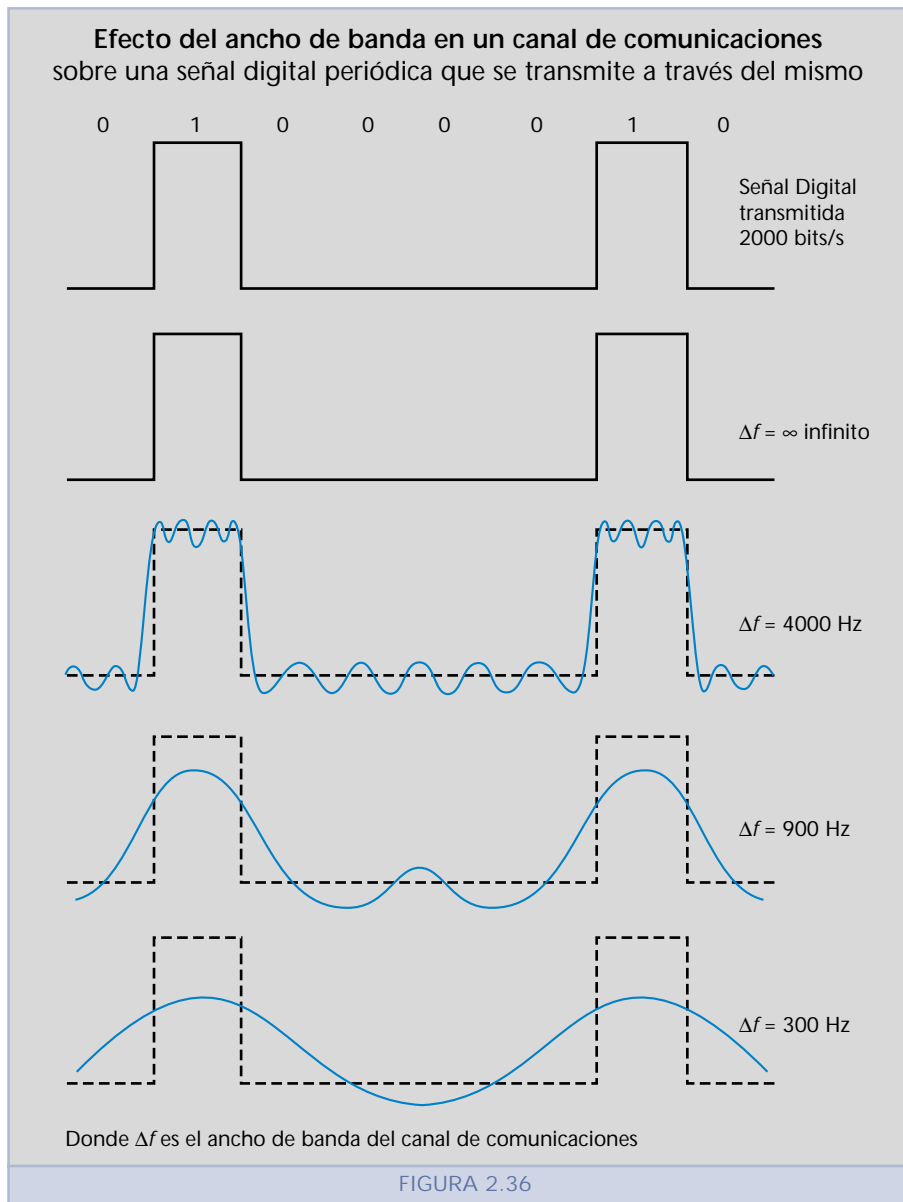 Efecto del ancho de banda en un canal de comunicaciones
sobre una señal digital periódica que se transmite a través del mismo
0 1 0 0 0 0 1 0
Señal Digital
transmitida
2000 bits/s
Δf = ∞ infinito
Δf = 4000 Hz
Δf = 900 Hz
Δf = 300 Hz
Donde Δf es el ancho de banda del canal de comunicaciones
FIGURA 2.36